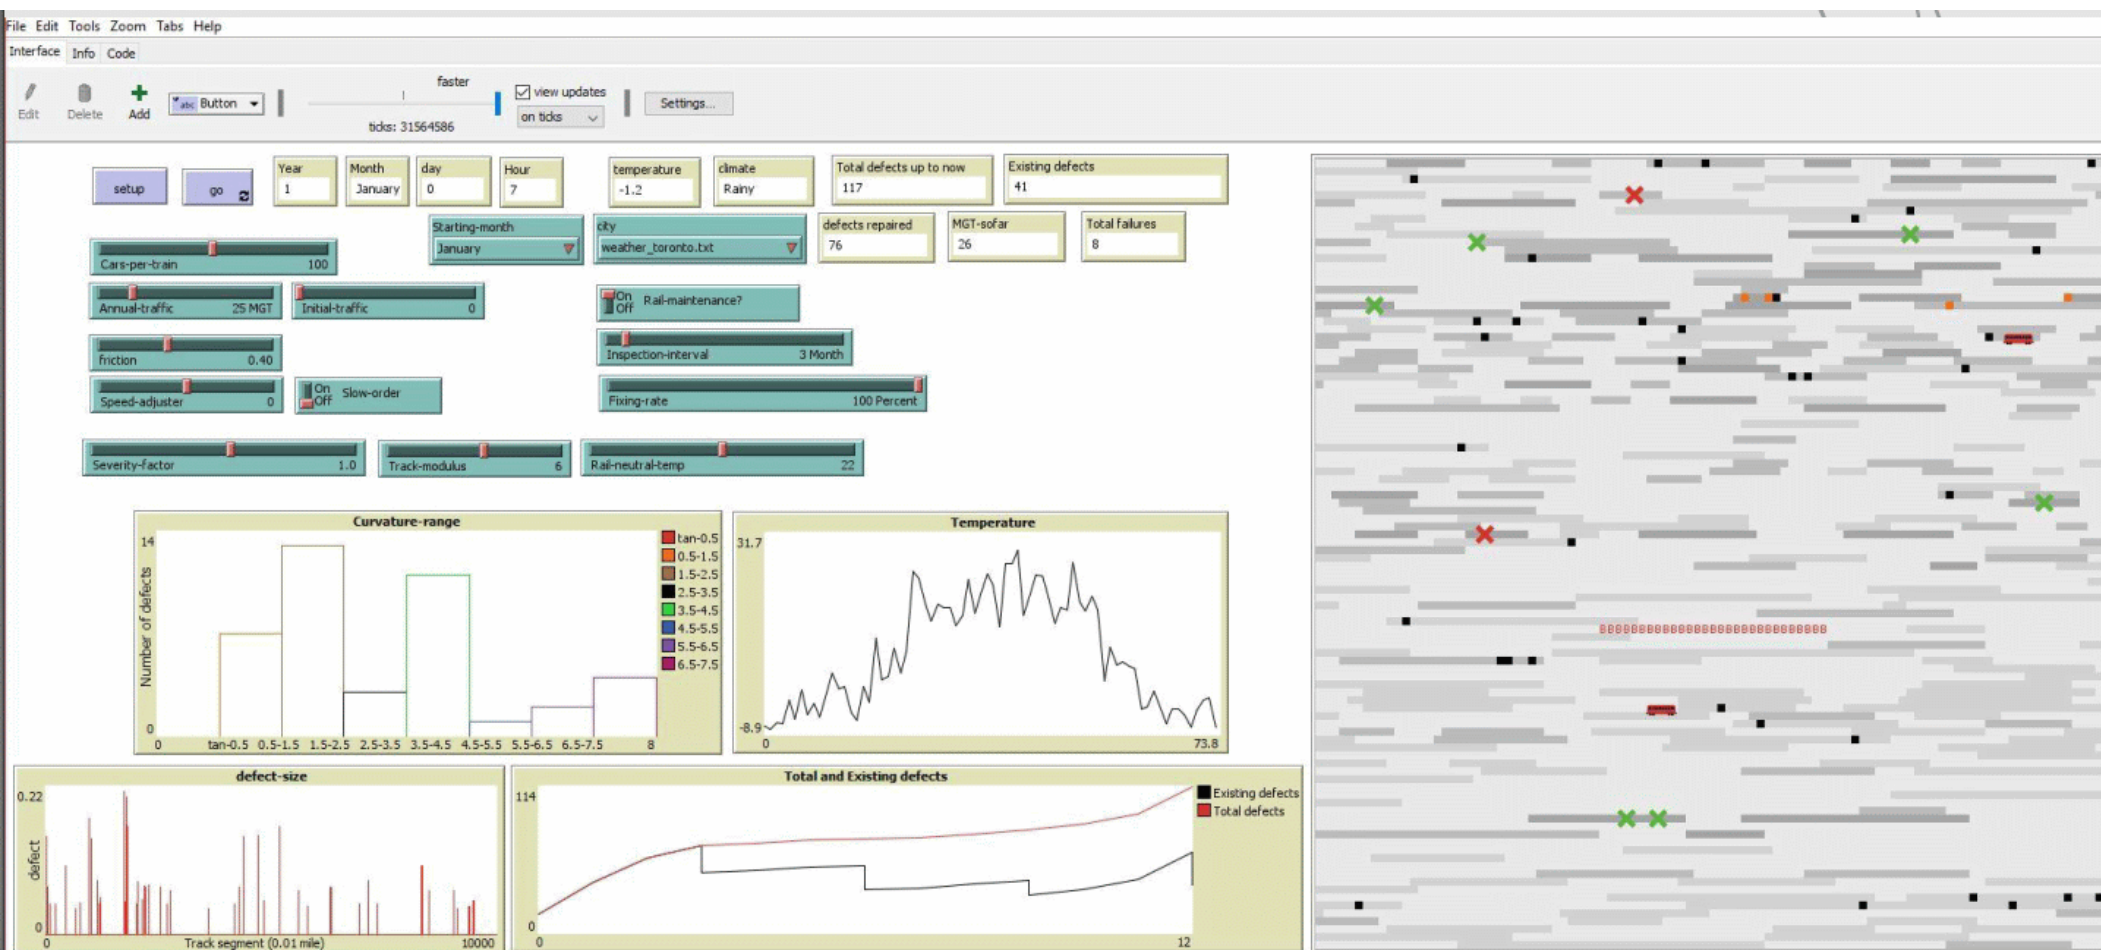 File Edit Tools Zoom Tabs Help
Interface Info Code
Edit Delete Add abc Button faster ticks: 31564586 view updates on ticks Settings...
setup go
Year 1
Month January
day 0
Hour 7
temperature -1.2
climate Rainy
Total defects up to now 117
Existing defects 41
Starting-month January
city weather_toronto.txt
defects repaired 76
MGT-sofar 26
Total failures 8
Cars-per-train 100
Annual-traffic 25 MGT
Initial-traffic 0
On Off Rail-maintenance?
friction 0.40
Inspection-interval 3 Month
Speed-adjuster 0
On Off Slow-order
Fixing-rate 100 Percent
Severity-factor 1.0
Track-modulus 6
Rail-neutral-temp 22
Curvature-range
14
Number of defects
0
0 tan-0.5 0.5-1.5 1.5-2.5 2.5-3.5 3.5-4.5 4.5-5.5 5.5-6.5 6.5-7.5 8
tan-0.5
0.5-1.5
1.5-2.5
2.5-3.5
3.5-4.5
4.5-5.5
5.5-6.5
6.5-7.5
Temperature
31.7
-8.9
0 73.8
defect-size
0.22
defect
0
0 Track segment (0.01 mile) 10000
Total and Existing defects
114
0
0 12
Existing defects
Total defects